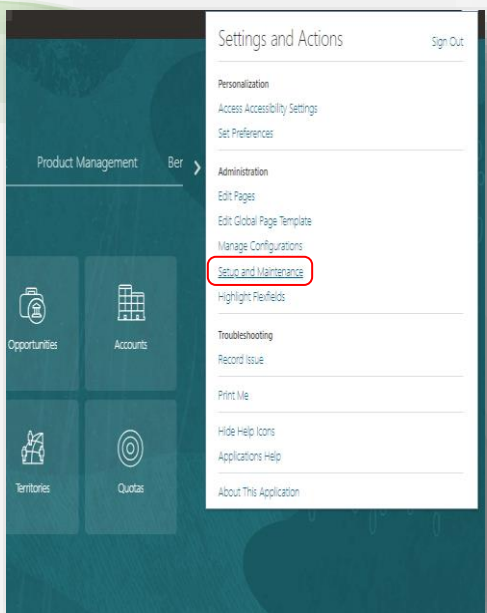 Settings and Actions
Sign Out
Personalization
Access Accessibility Settings
Set Preferences
Product Management
Ber
Administration
Edit Pages
Edit Global Page Template
Manage Configurations
Setup and Maintenance
Highlight Flexfields
Opportunities
Accounts
Troubleshooting
Record Issue
Print Me
Hide Help Icons
Applications Help
Territories
Quotas
About This Application